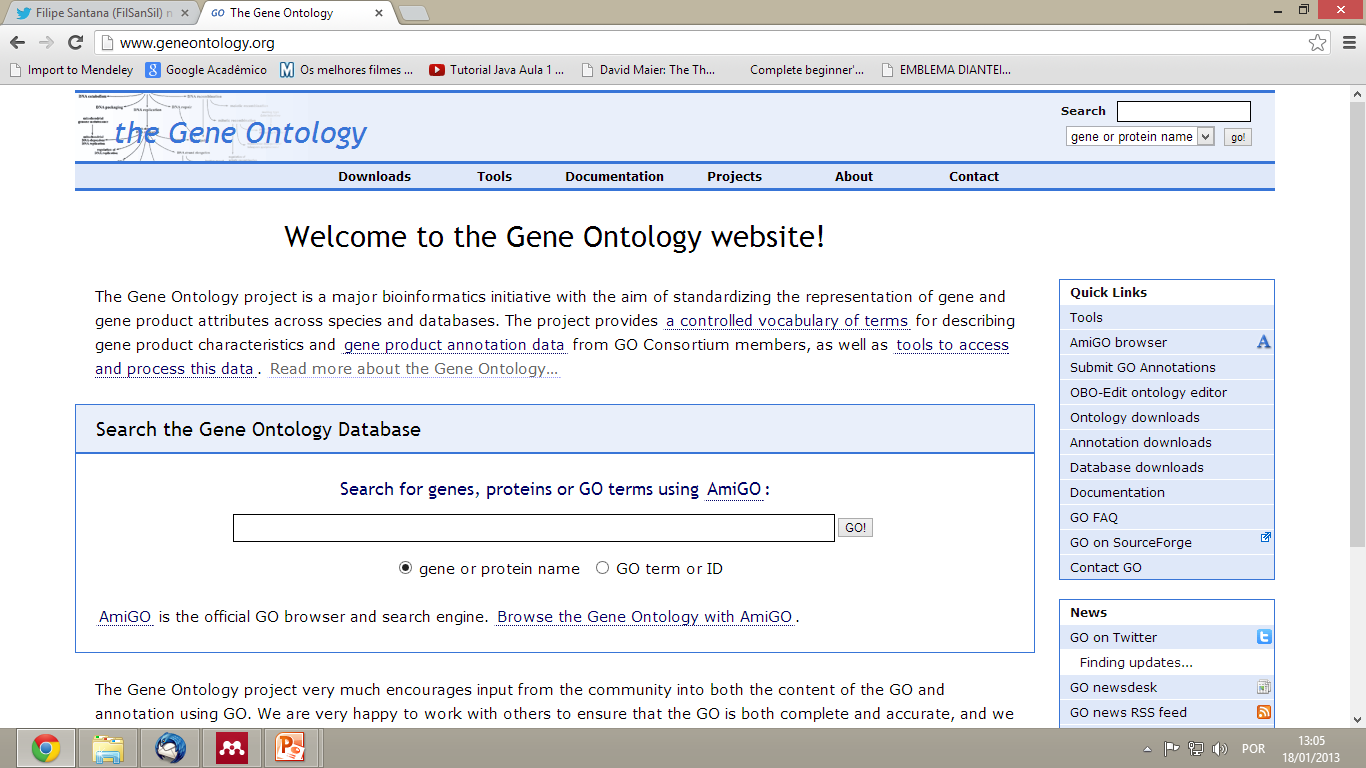 Filipe Santana (FilSanSil) n
GO The Gene Ontology
www.geneontology.org
Import to Mendeley
Google Acadêmico
Os melhores filmes ...
Tutorial Java Aula 1 ...
David Maier: The Th...
Complete beginner'...
EMBLEMA DIANTEI...
the Gene Ontology
Search
gene or protein name
go!
Downloads
Tools
Documentation
Projects
About
Contact
Welcome to the Gene Ontology website!
The Gene Ontology project is a major bioinformatics initiative with the aim of standardizing the representation of gene and
gene product attributes across species and databases. The project provides a controlled vocabulary of terms for describing
gene product characteristics and gene product annotation data from GO Consortium members, as well as tools to access
and process this data. Read more about the Gene Ontology...
Search the Gene Ontology Database
Search for genes, proteins or GO terms using AmiGO:
GO!
gene or protein name
GO term or ID
AmiGO is the official GO browser and search engine. Browse the Gene Ontology with AmiGO.
The Gene Ontology project very much encourages input from the community into both the content of the GO and
annotation using GO. We are very happy to work with others to ensure that the GO is both complete and accurate, and we
Quick Links
Tools
AmiGO browser
Submit GO Annotations
OBO-Edit ontology editor
Ontology downloads
Annotation downloads
Database downloads
Documentation
GO FAQ
GO on SourceForge
Contact GO
News
GO on Twitter
Finding updates...
GO newsdesk
GO news RSS feed
POR
13:05
18/01/2013